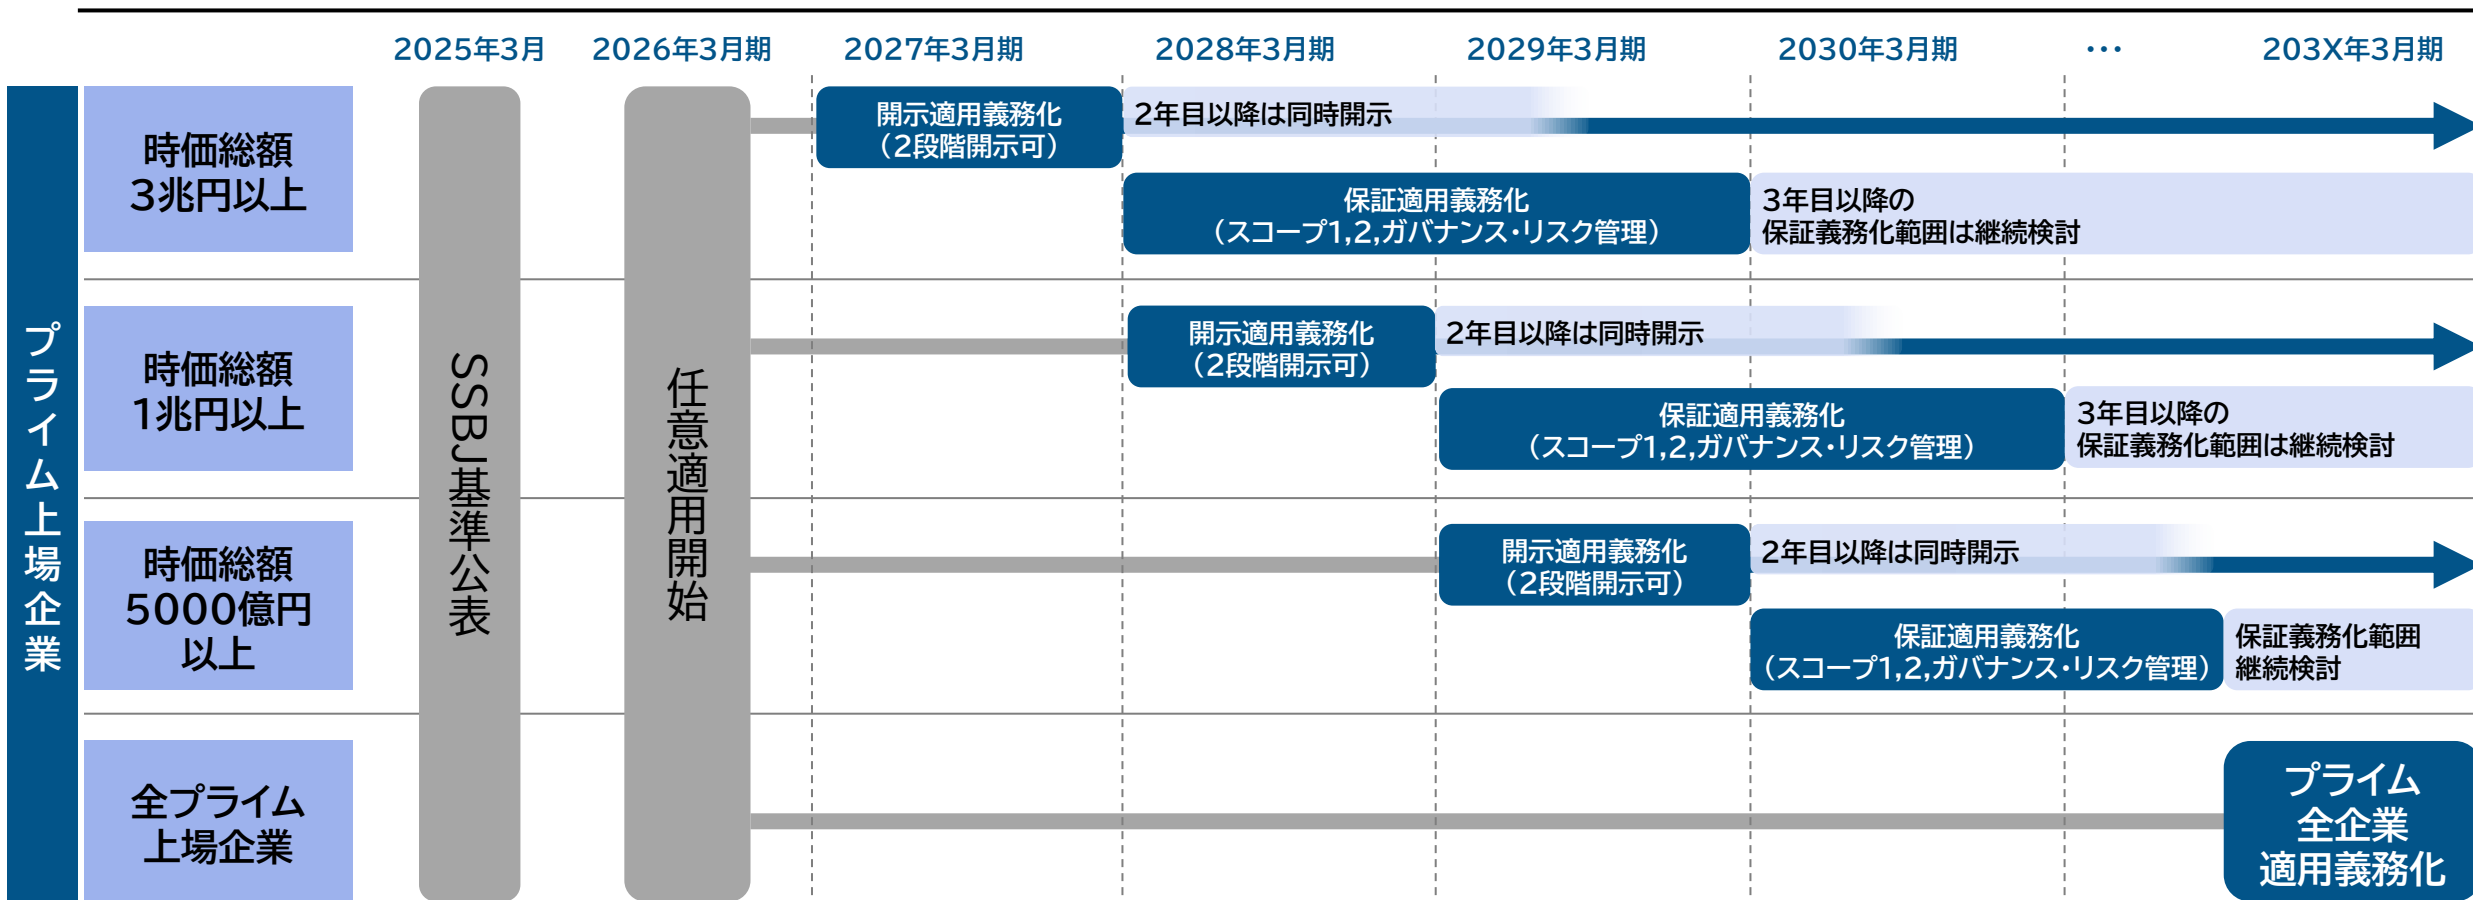 2025年3月
2026年3月期
2027年3月期
2028年3月期
2029年3月期
2030年3月期
･･･
203X年3月期
プライム上場企業
時価総額
3兆円以上
SSBJ基準公表
任意適用開始
開示適用義務化
（2段階開示可）
2年目以降は同時開示
保証適用義務化
（スコープ1,2,ガバナンス・リスク管理）
3年目以降の
保証義務化範囲は継続検討
時価総額
1兆円以上
開示適用義務化
（2段階開示可）
2年目以降は同時開示
保証適用義務化
（スコープ1,2,ガバナンス・リスク管理）
3年目以降の
保証義務化範囲は継続検討
時価総額
5000億円
以上
開示適用義務化
（2段階開示可）
2年目以降は同時開示
保証適用義務化
（スコープ1,2,ガバナンス・リスク管理）
保証義務化範囲
継続検討
全プライム
上場企業
プライム
全企業
適用義務化